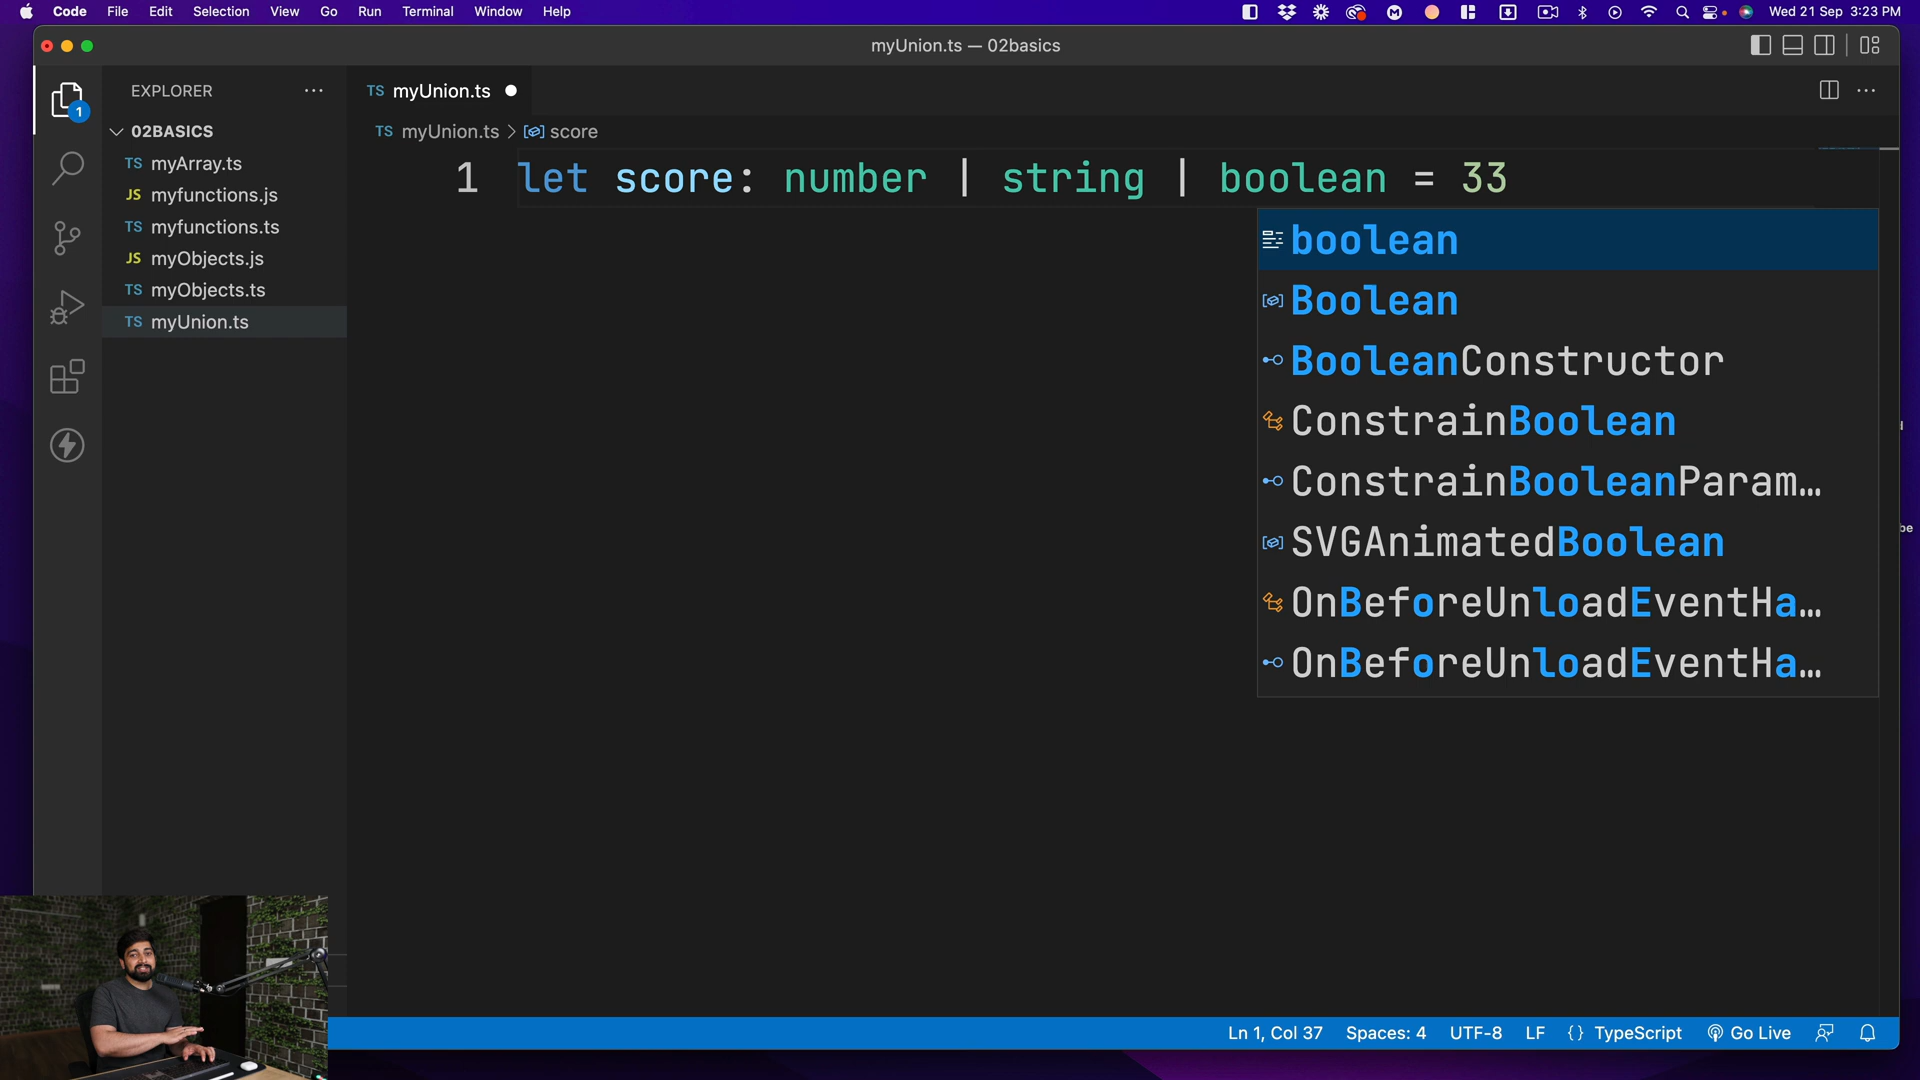 Code File Edit Selection View Go Run Terminal Window Help Wed 21 Sep 3:23 PM
myUnion.ts — 02basics
EXPLORER ···
TS myUnion.ts
1
02BASICS
TS myUnion.ts > score
TS myArray.ts
JS myfunctions.js
TS myfunctions.ts
JS myObjects.js
TS myObjects.ts
TS myUnion.ts
1 let score: number | string | boolean = 33
boolean
Boolean
BooleanConstructor
ConstrainBoolean
ConstrainBooleanParam…
SVGAnimatedBoolean
OnBeforeUnloadEventHa…
OnBeforeUnloadEventHa…
be
Ln 1, Col 37 Spaces: 4 UTF-8 LF {} TypeScript Go Live